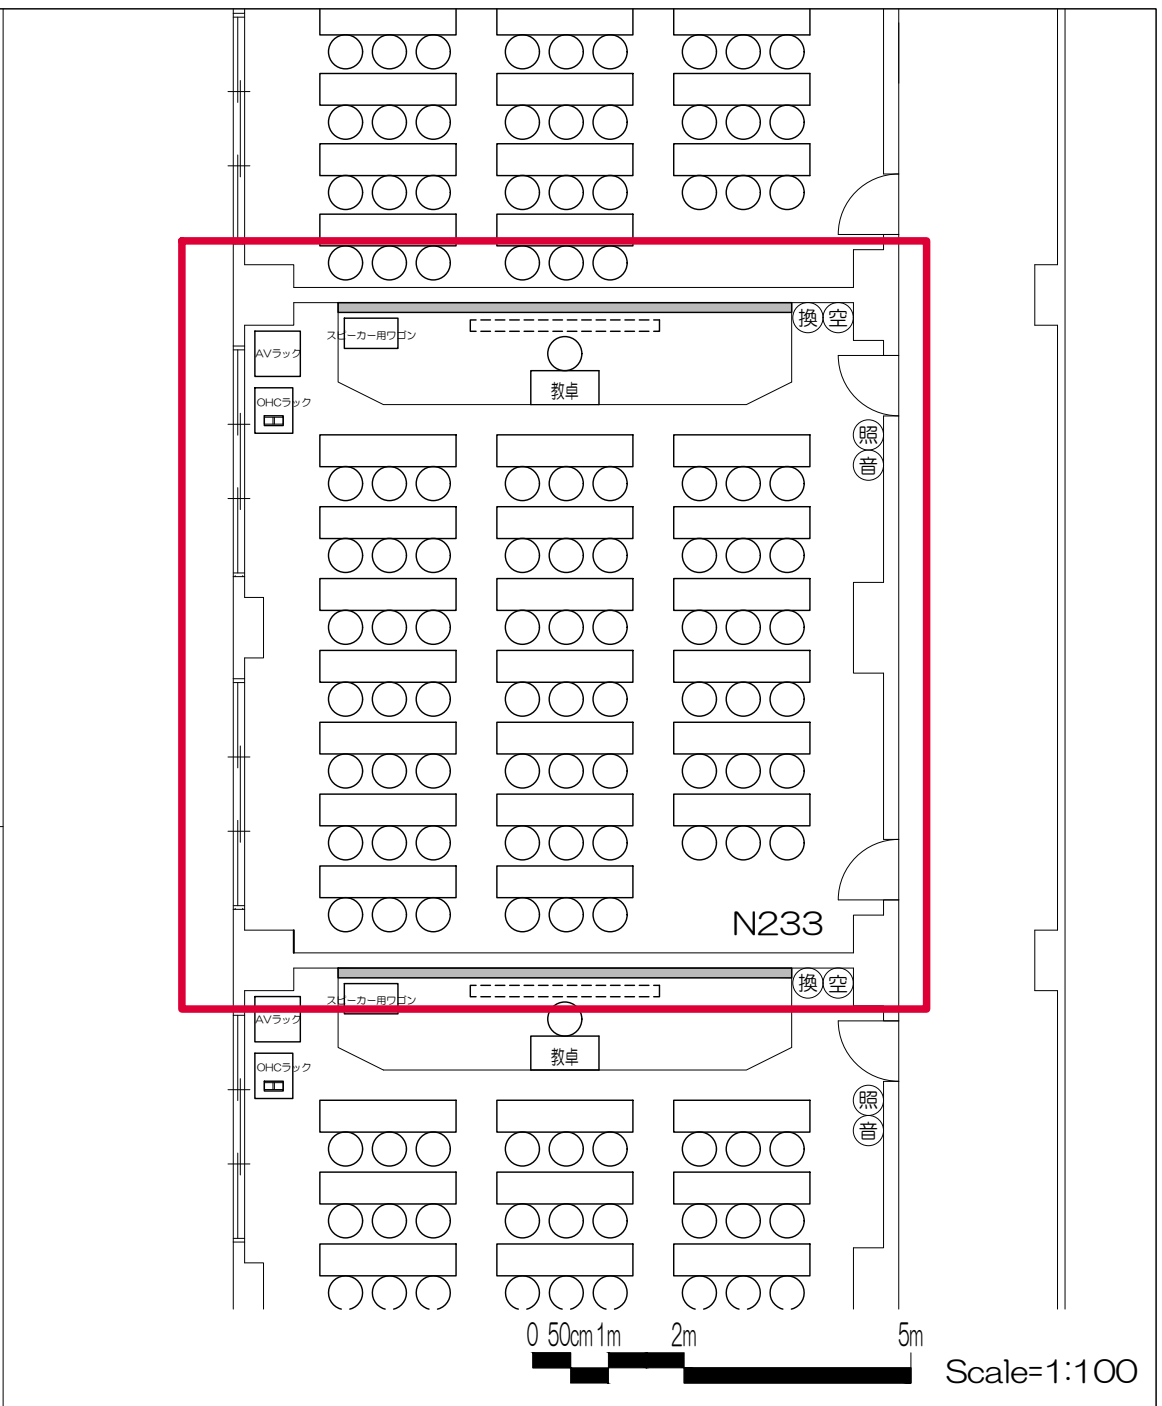 換 空
スピーカー用ワゴン
AVラック
教卓
OHCラック
照
音
N233
換 空
スピーカー用ワゴン
AVラック
教卓
OHCラック
照
音
0 50cm 1m 2m 5m
Scale=1:100